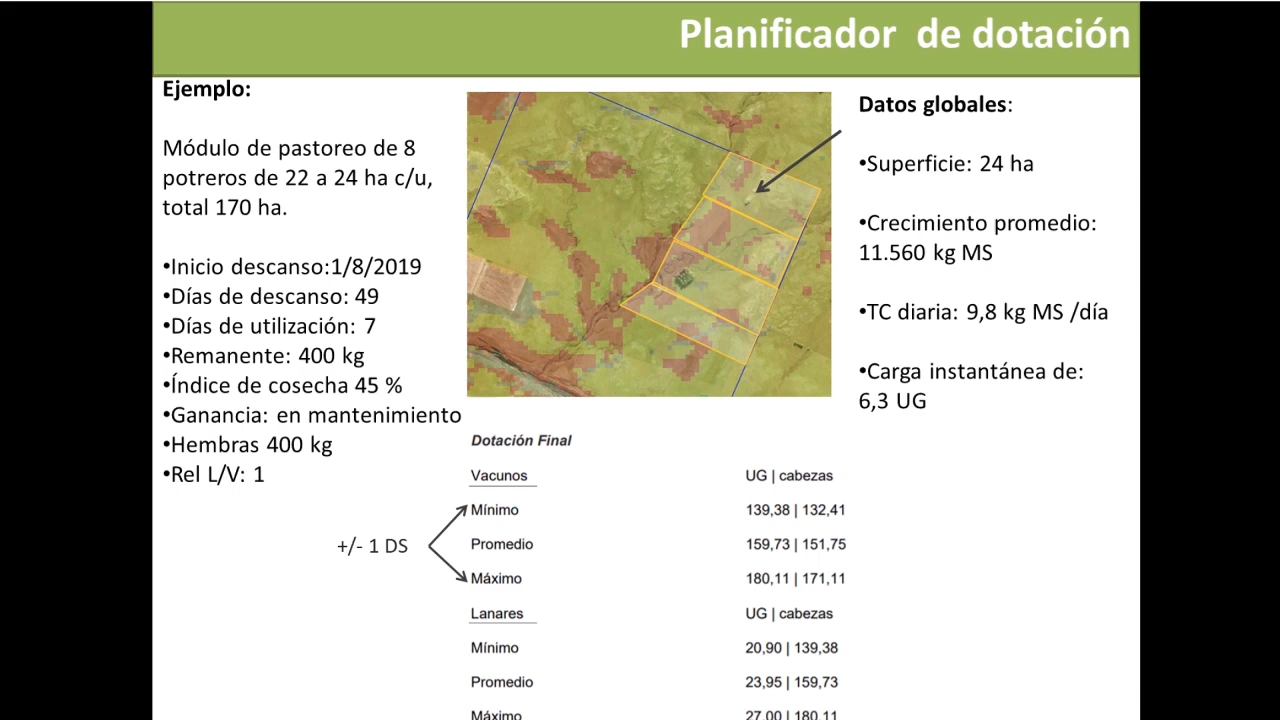 Planificador de dotación
Ejemplo:
Módulo de pastoreo de 8
potreros de 22 a 24 ha c/u,
total 170 ha.
•Inicio descanso:1/8/2019
•Días de descanso: 49
•Días de utilización: 7
•Remanente: 400 kg
•Índice de cosecha 45 %
•Ganancia: en mantenimiento
•Hembras 400 kg
•Rel L/V: 1
Datos globales:
•Superficie: 24 ha
•Crecimiento promedio:
11.560 kg MS
•TC diaria: 9,8 kg MS /día
•Carga instantánea de:
6,3 UG
+/- 1 DS
Dotación Final
Vacunos UG | cabezas
Mínimo 139,38 | 132,41
Promedio 159,73 | 151,75
Máximo 180,11 | 171,11
Lanares UG | cabezas
Mínimo 20,90 | 139,38
Promedio 23,95 | 159,73
Máximo 27,00 | 180,11